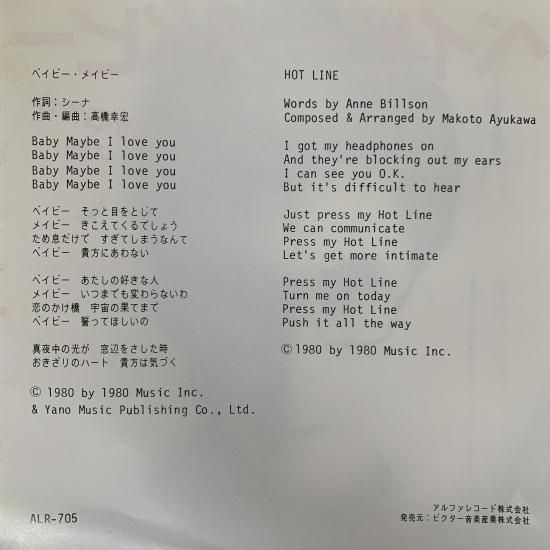 ベイビー・メイビー
作詞：シーナ
作曲・編曲：高橋幸宏
Baby Maybe I love you
Baby Maybe I love you
Baby Maybe I love you
Baby Maybe I love you
ベイビー そっと目をとじて
メイビー きこえてくるでしょう
ため息だけで すぎてしまうなんて
ベイビー 貴方にあわない
ベイビー あたしの好きな人
メイビー いつまでも変わらないわ
恋のかけ橋 宇宙の果てまで
ベイビー 誓ってほしいの
真夜中の光が 窓辺をさした時
おきざりのハート 貴方は気づく
Ⓒ 1980 by 1980 Music Inc.
& Yano Music Publishing Co., Ltd.
ALR-705
HOT LINE
Words by Anne Billson
Composed & Arranged by Makoto Ayukawa
I got my headphones on
And they're blocking out my ears
I can see you O.K.
But it's difficult to hear
Just press my Hot Line
We can communicate
Press my Hot Line
Let's get more intimate
Press my Hot Line
Turn me on today
Press my Hot Line
Push it all the way
Ⓒ 1980 by 1980 Music Inc.
アルファレコード株式会社
発売元：ビクター音楽産業株式会社